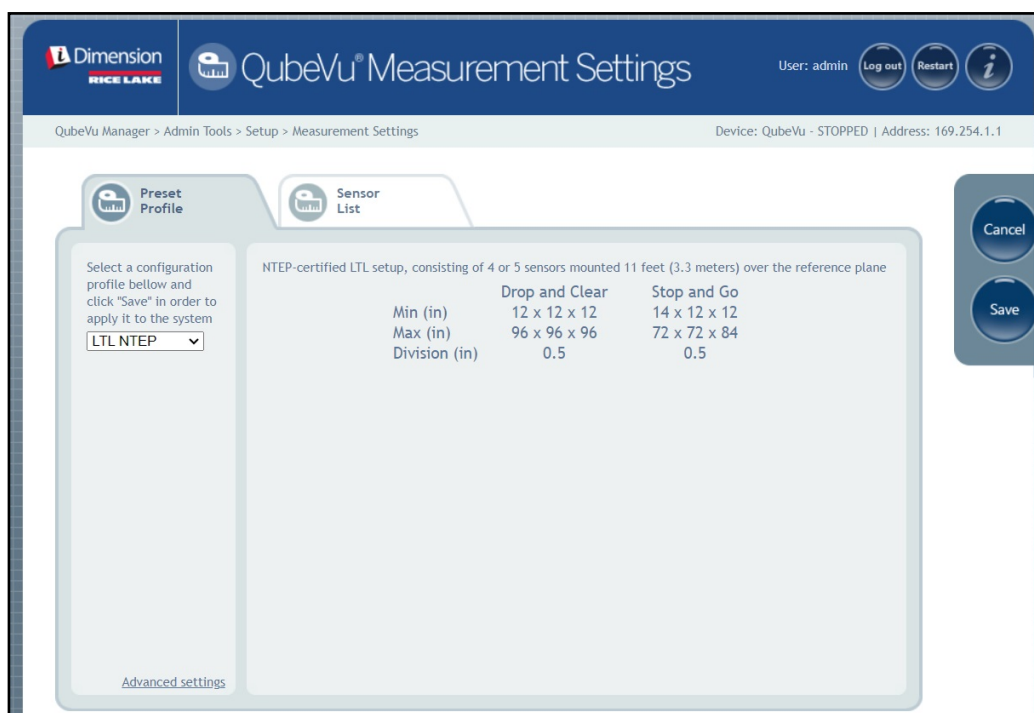 i Dimension
RICE LAKE
QubeVu® Measurement Settings
User: admin
Log out
Restart
i
QubeVu Manager > Admin Tools > Setup > Measurement Settings
Device: QubeVu - STOPPED | Address: 169.254.1.1
Preset
Profile
Sensor
List
Cancel
Save
Select a configuration
profile bellow and
click "Save" in order to
apply it to the system
LTL NTEP
Advanced settings
NTEP-certified LTL setup, consisting of 4 or 5 sensors mounted 11 feet (3.3 meters) over the reference plane
Drop and Clear Stop and Go
Min (in) 12 x 12 x 12 14 x 12 x 12
Max (in) 96 x 96 x 96 72 x 72 x 84
Division (in) 0.5 0.5